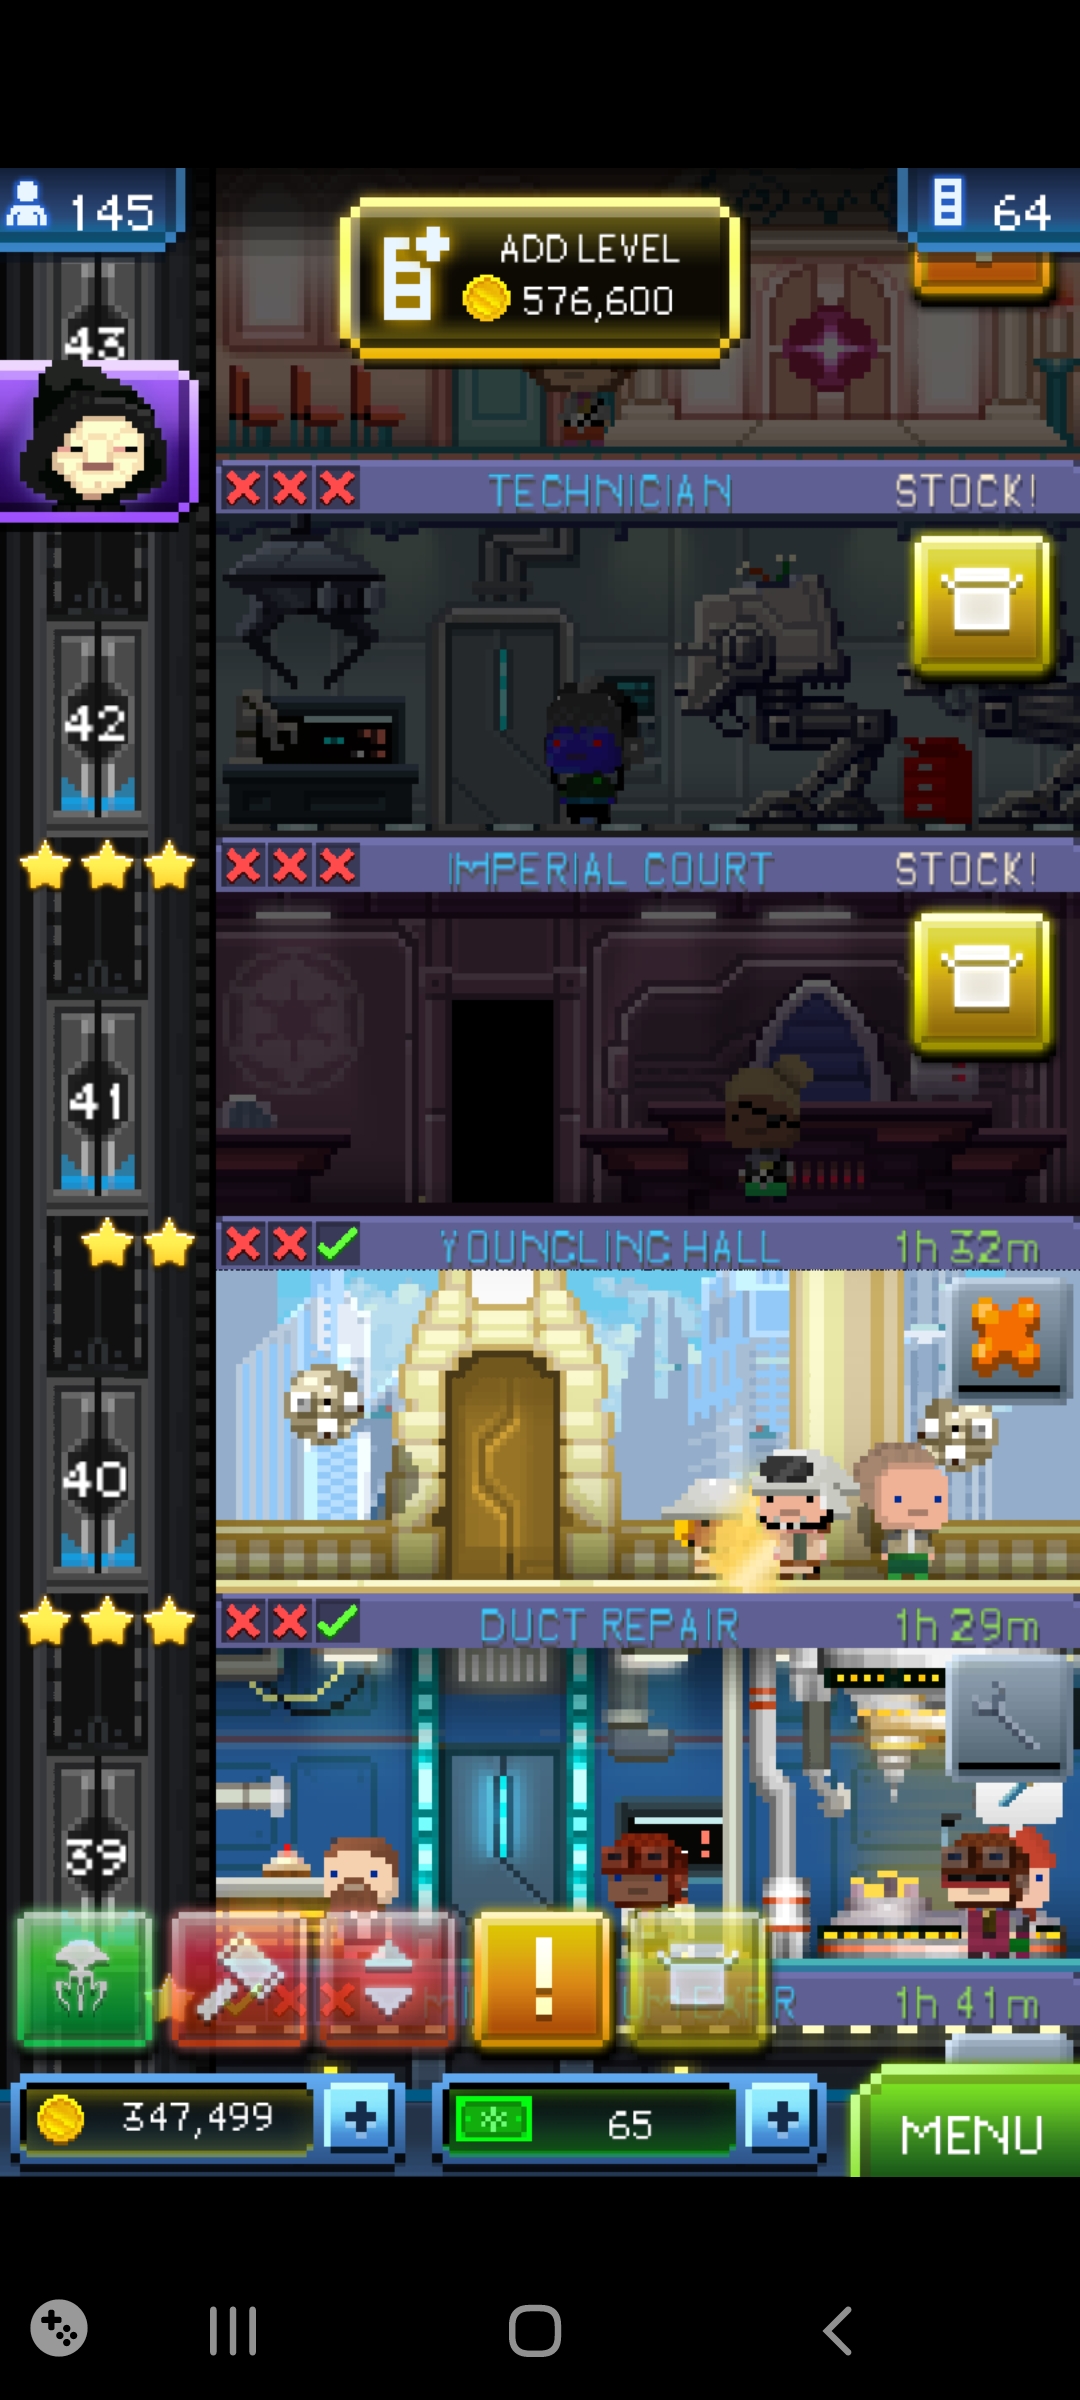 145
ADD LEVEL
576,600
64
43
TECHNICIAN
STOCK!
42
IMPERIAL COURT
STOCK!
41
YOUNGLING HALL
1h 32m
40
DUCT REPAIR
1h 29m
39
1h 41m
347,499
65
MENU